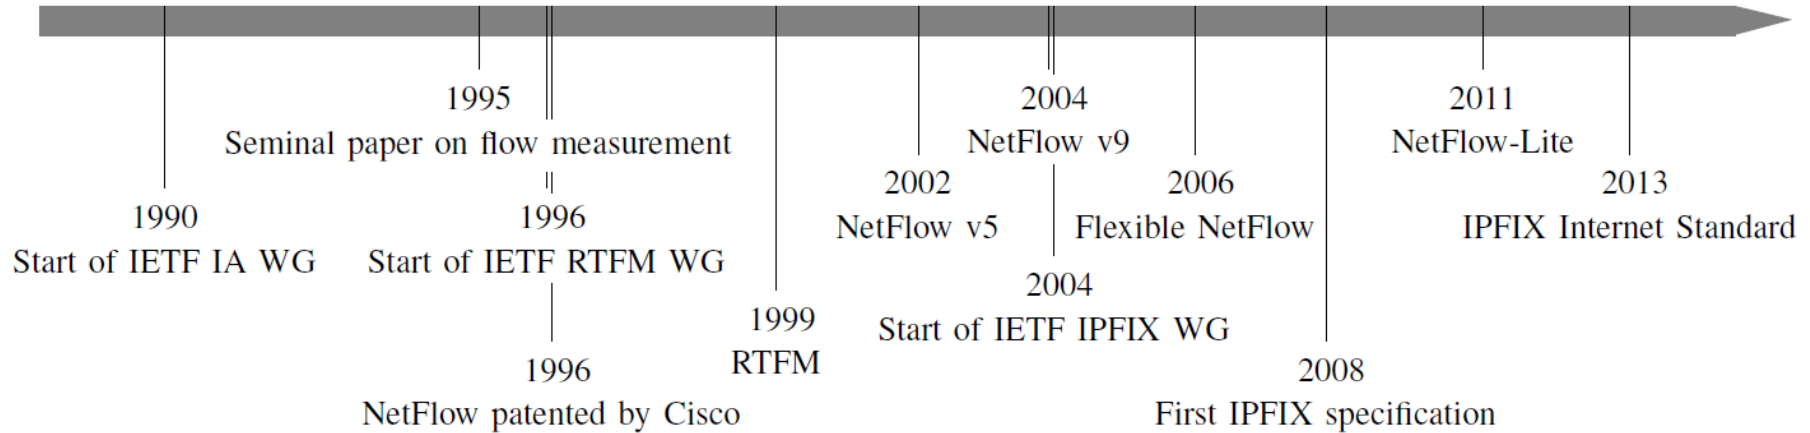 1990
Start of IETF IA WG
1995
Seminal paper on flow measurement
1996
Start of IETF RTFM WG
1996
NetFlow patented by Cisco
1999
RTFM
2002
NetFlow v5
2004
NetFlow v9
2004
Start of IETF IPFIX WG
2006
Flexible NetFlow
2008
First IPFIX specification
2011
NetFlow-Lite
2013
IPFIX Internet Standard